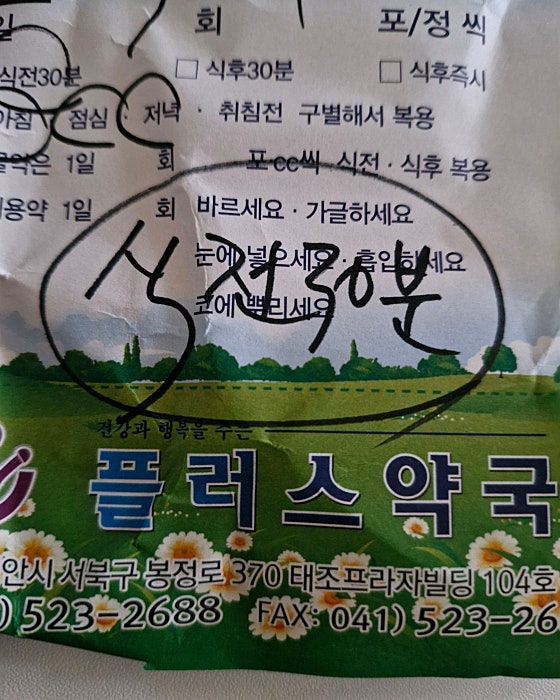 일 회 포/정 씩
식전30분 □ 식후30분 □ 식후즉시
아침 · 점심 · 저녁 · 취침전 구별해서 복용
물약은 1일 회 포 cc씩 식전 · 식후 복용
1일 회 바르세요 · 가글하세요
눈에 넣으세요 · 흡입하세요
코에 뿌리세요
식전30분
건강과 행복을 주는
플러스약국
안시 서북구 봉정로 370 태조프라자빌딩 104호
) 523-2688 FAX: 041) 523-26